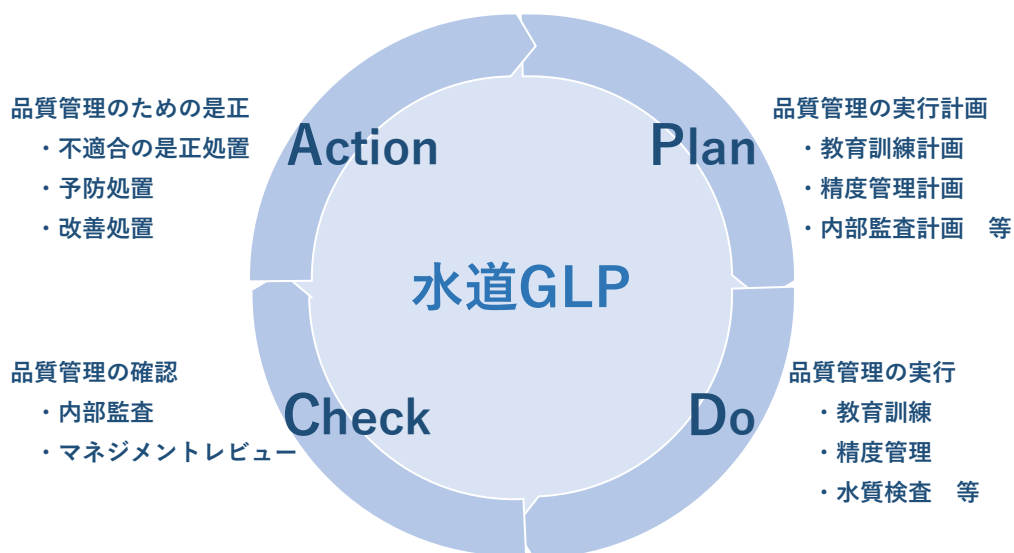 品質管理のための是正
・不適合の是正処置
・予防処置
・改善処置
Action
Plan
品質管理の実行計画
・教育訓練計画
・精度管理計画
・内部監査計画　等
水道GLP
品質管理の確認
・内部監査
・マネジメントレビュー
Check
Do
品質管理の実行
・教育訓練
・精度管理
・水質検査　等